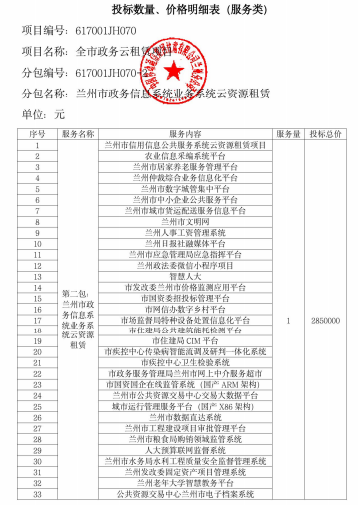 投标数量、价格明细表（服务类）
项目编号：617001JH070
项目名称：全市政务云租赁项目
分包编号：617001JH070-
分包名称：兰州市政务信息系统业务系统云资源租赁
单位：元
序号 服务名称 服务内容 服务量 投标总价
1 兰州市信用信息公共服务系统云资源租赁项目
2 农业信息采编系统平台
3 兰州市居家养老服务管理平台
4 兰州仲裁综合业务信息化平台
5 兰州市数字城管集中平台
6 兰州市中小企业公共服务平台
7 兰州市城市货运配送服务信息平台
8 兰州市文明网
9 兰州人事工资管理系统
10 兰州日报社融媒体平台
11 兰州市应急管理局应急指挥平台
12 兰州政法委微信小程序项目
13 智慧人大
14 市发改委兰州市价格监测应用平台
15 市国资委招投标管理平台
16 市网信办数字乡村平台
17 市场监督局特种设备处置信息化平台
18 市住建局公共建筑能耗检测平台
19 市住建局 CIM 平台
20 市疾控中心传染病智能流调及研判一体化系统
21 市疾控中心卫生检验系统
22 市政务服务管理局兰州市网上中介服务超市
23 市国资国企在线监管系统（国产 ARM 架构）
24 兰州市公共资源交易中心交易大数据平台
25 城市运行管理服务平台（国产 X86 架构）
26 兰州市数据直达系统
27 兰州市工程建设项目审批管理平台
28 兰州市粮食局购销领域监管系统
29 人大预算联网监督系统
30 兰州市水务局水利工程质量安全监督管理系统
31 兰州发改委固定资产项目管理系统
32 兰州老年大学智慧教务平台
33 公共资源交易中心兰州市电子档案系统
第二包：
兰州市政
务信息系
统业务系
统云资源
租赁
1 2850000